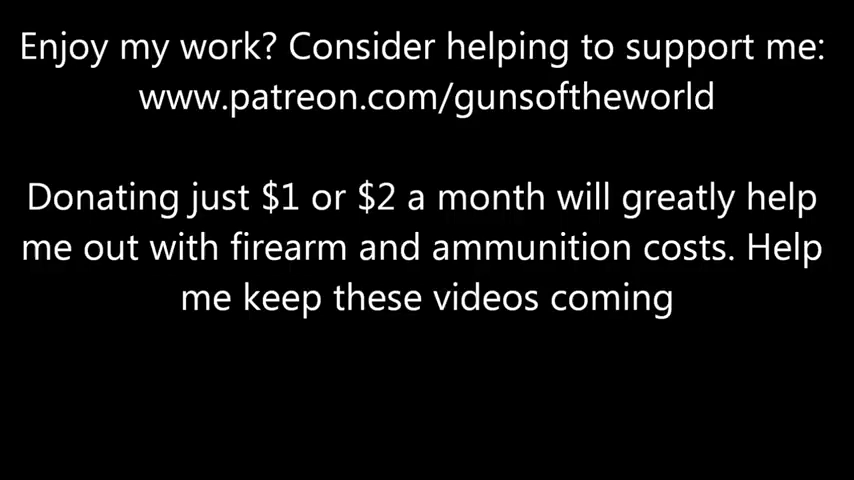 Enjoy my work? Consider helping to support me:
www.patreon.com/gunsoftheworld
Donating just $1 or $2 a month will greatly help
me out with firearm and ammunition costs. Help
me keep these videos coming